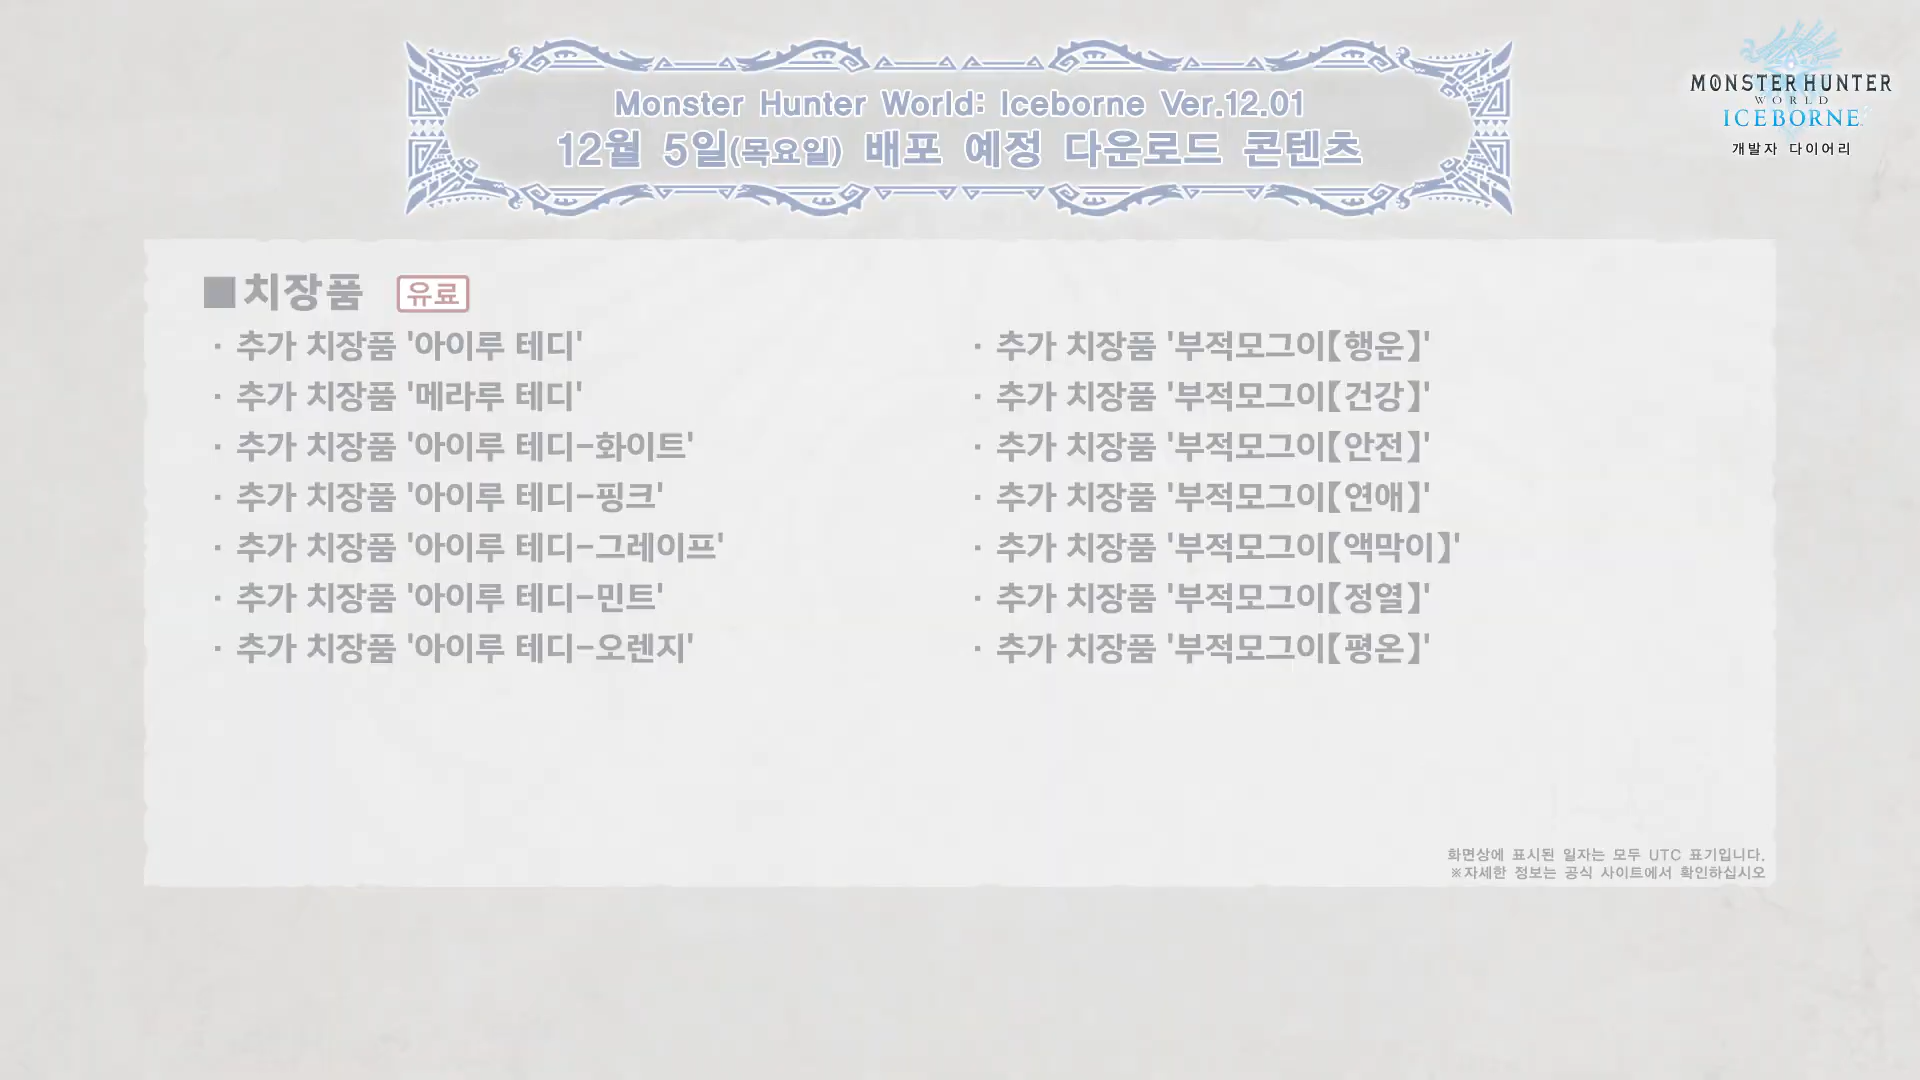 Monster Hunter World: Iceborne Ver.12.01
12월 5일(목요일) 배포 예정 다운로드 콘텐츠
MONSTER HUNTER
WORLD
ICEBORNE
개발자 다이어리
■치장품 유료
· 추가 치장품 '아이루 테디'
· 추가 치장품 '메라루 테디'
· 추가 치장품 '아이루 테디-화이트'
· 추가 치장품 '아이루 테디-핑크'
· 추가 치장품 '아이루 테디-그레이프'
· 추가 치장품 '아이루 테디-민트'
· 추가 치장품 '아이루 테디-오렌지'
· 추가 치장품 '부적모그이【행운】'
· 추가 치장품 '부적모그이【건강】'
· 추가 치장품 '부적모그이【안전】'
· 추가 치장품 '부적모그이【연애】'
· 추가 치장품 '부적모그이【액막이】'
· 추가 치장품 '부적모그이【정열】'
· 추가 치장품 '부적모그이【평온】'
화면상에 표시된 일자는 모두 UTC 표기입니다.
※자세한 정보는 공식 사이트에서 확인하십시오